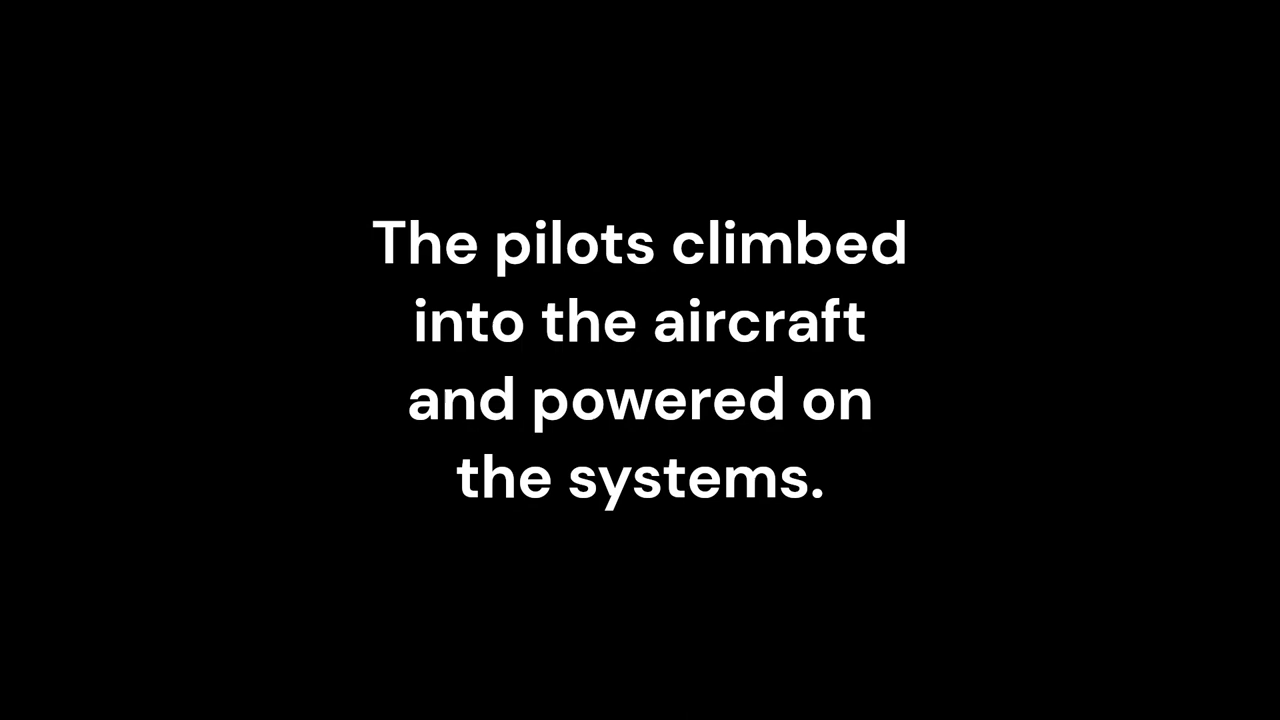 The pilots climbed
into the aircraft
and powered on
the systems.